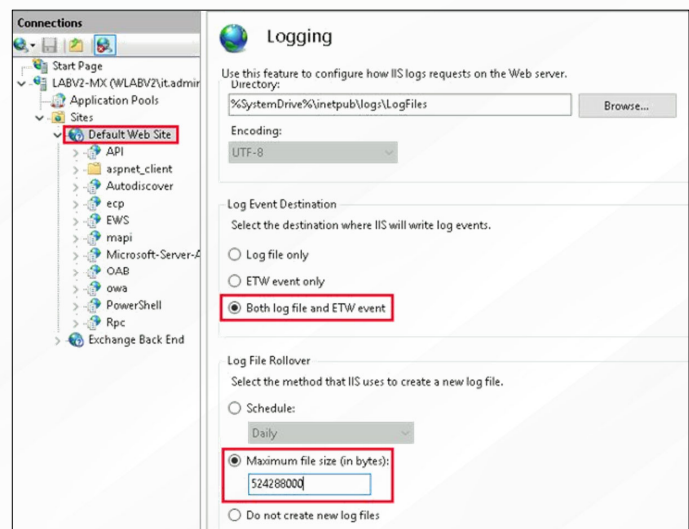 Connections
Start Page
LABV2-MX (WLABV2\it.admir
Application Pools
Sites
Default Web Site
API
aspnet_client
Autodiscover
ecp
EWS
mapi
Microsoft-Server-A
OAB
owa
PowerShell
Rpc
Exchange Back End
Logging
Use this feature to configure how IIS logs requests on the Web server.
Directory:
%SystemDrive%\inetpub\logs\LogFiles
Browse...
Encoding:
UTF-8
Log Event Destination
Select the destination where IIS will write log events.
Log file only
ETW event only
Both log file and ETW event
Log File Rollover
Select the method that IIS uses to create a new log file.
Schedule:
Daily
Maximum file size (in bytes):
524288000
Do not create new log files